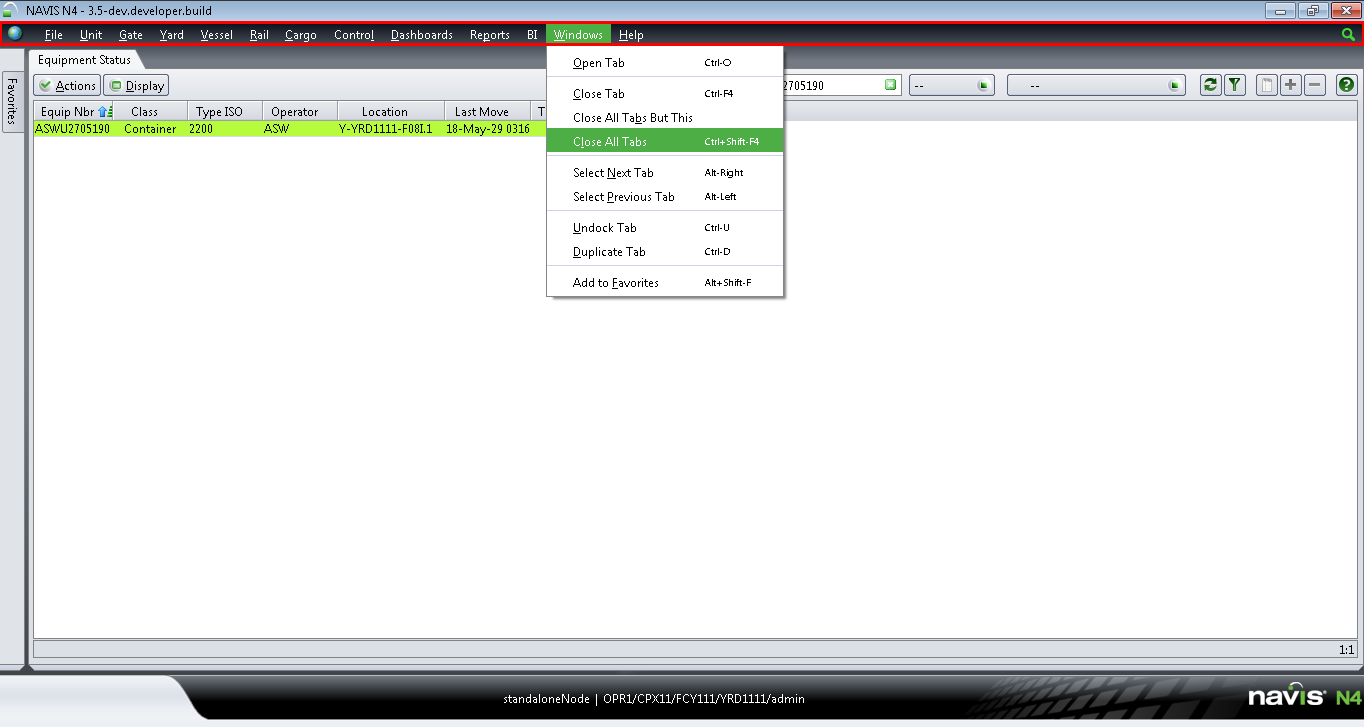 NAVIS N4 - 3.5-dev.developer.build
File Unit Gate Yard Vessel Rail Cargo Control Dashboards Reports BI Windows Help
Equipment Status
Favorites
Actions Display 2705190 -- --
Equip Nbr Class Type ISO Operator Location Last Move T
ASWU2705190 Container 2200 ASW Y-YRD1111-F08I.1 18-May-29 0316
Open Tab Ctrl-O
Close Tab Ctrl-F4
Close All Tabs But This
Close All Tabs Ctrl+Shift-F4
Select Next Tab Alt-Right
Select Previous Tab Alt-Left
Undock Tab Ctrl-U
Duplicate Tab Ctrl-D
Add to Favorites Alt+Shift-F
1:1
standaloneNode | OPR1/CPX11/FCY111/YRD1111/admin
navis N4